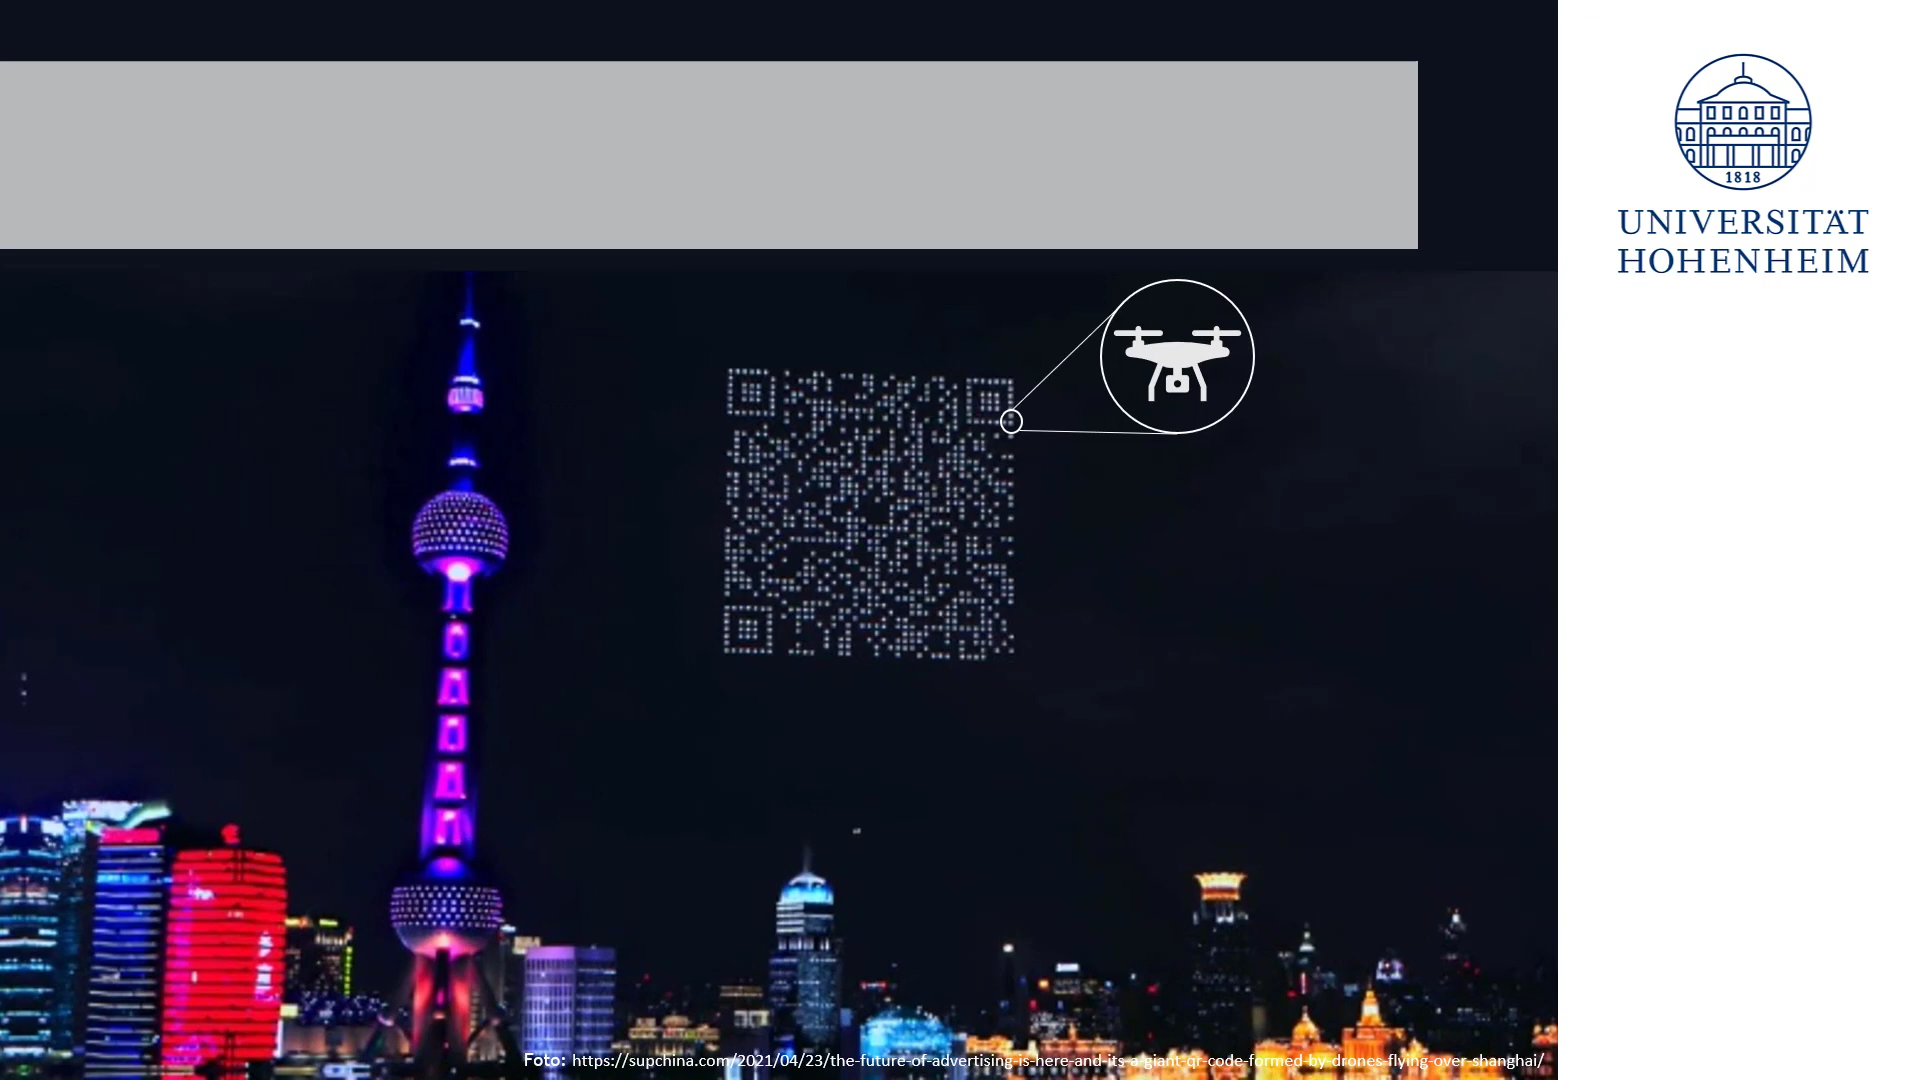 1818
UNIVERSITÄT
HOHENHEIM
Foto: https://supchina.com/2021/04/23/the-future-of-advertising-is-here-and-its-a-giant-qr-code-formed-by-drones-flying-over-shanghai/